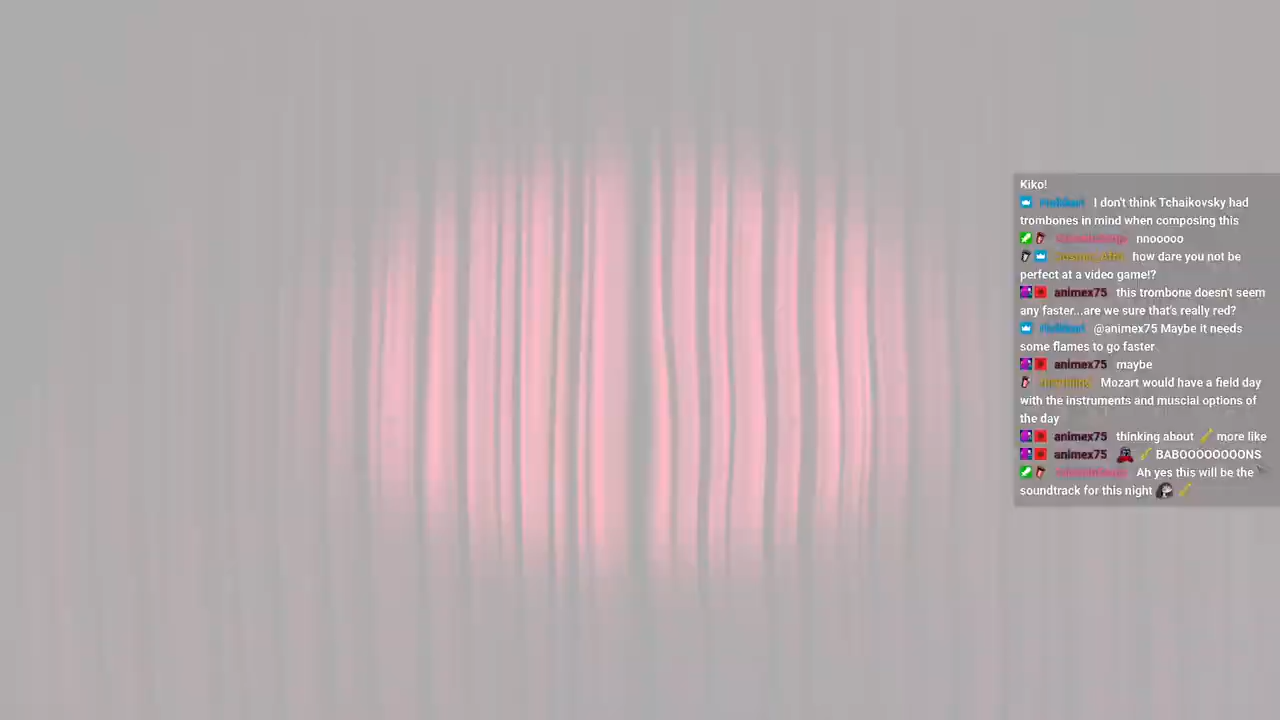 Kiko!
I don't think Tchaikovsky had
trombones in mind when composing this
nnooooo
how dare you not be
perfect at a video game!?
animex75 this trombone doesn't seem
any faster...are we sure that's really red?
@animex75 Maybe it needs
some flames to go faster
animex75 maybe
Mozart would have a field day
with the instruments and muscial options of
the day
animex75 thinking about more like
animex75 BABOOOOOOOONS
Ah yes this will be the
soundtrack for this night